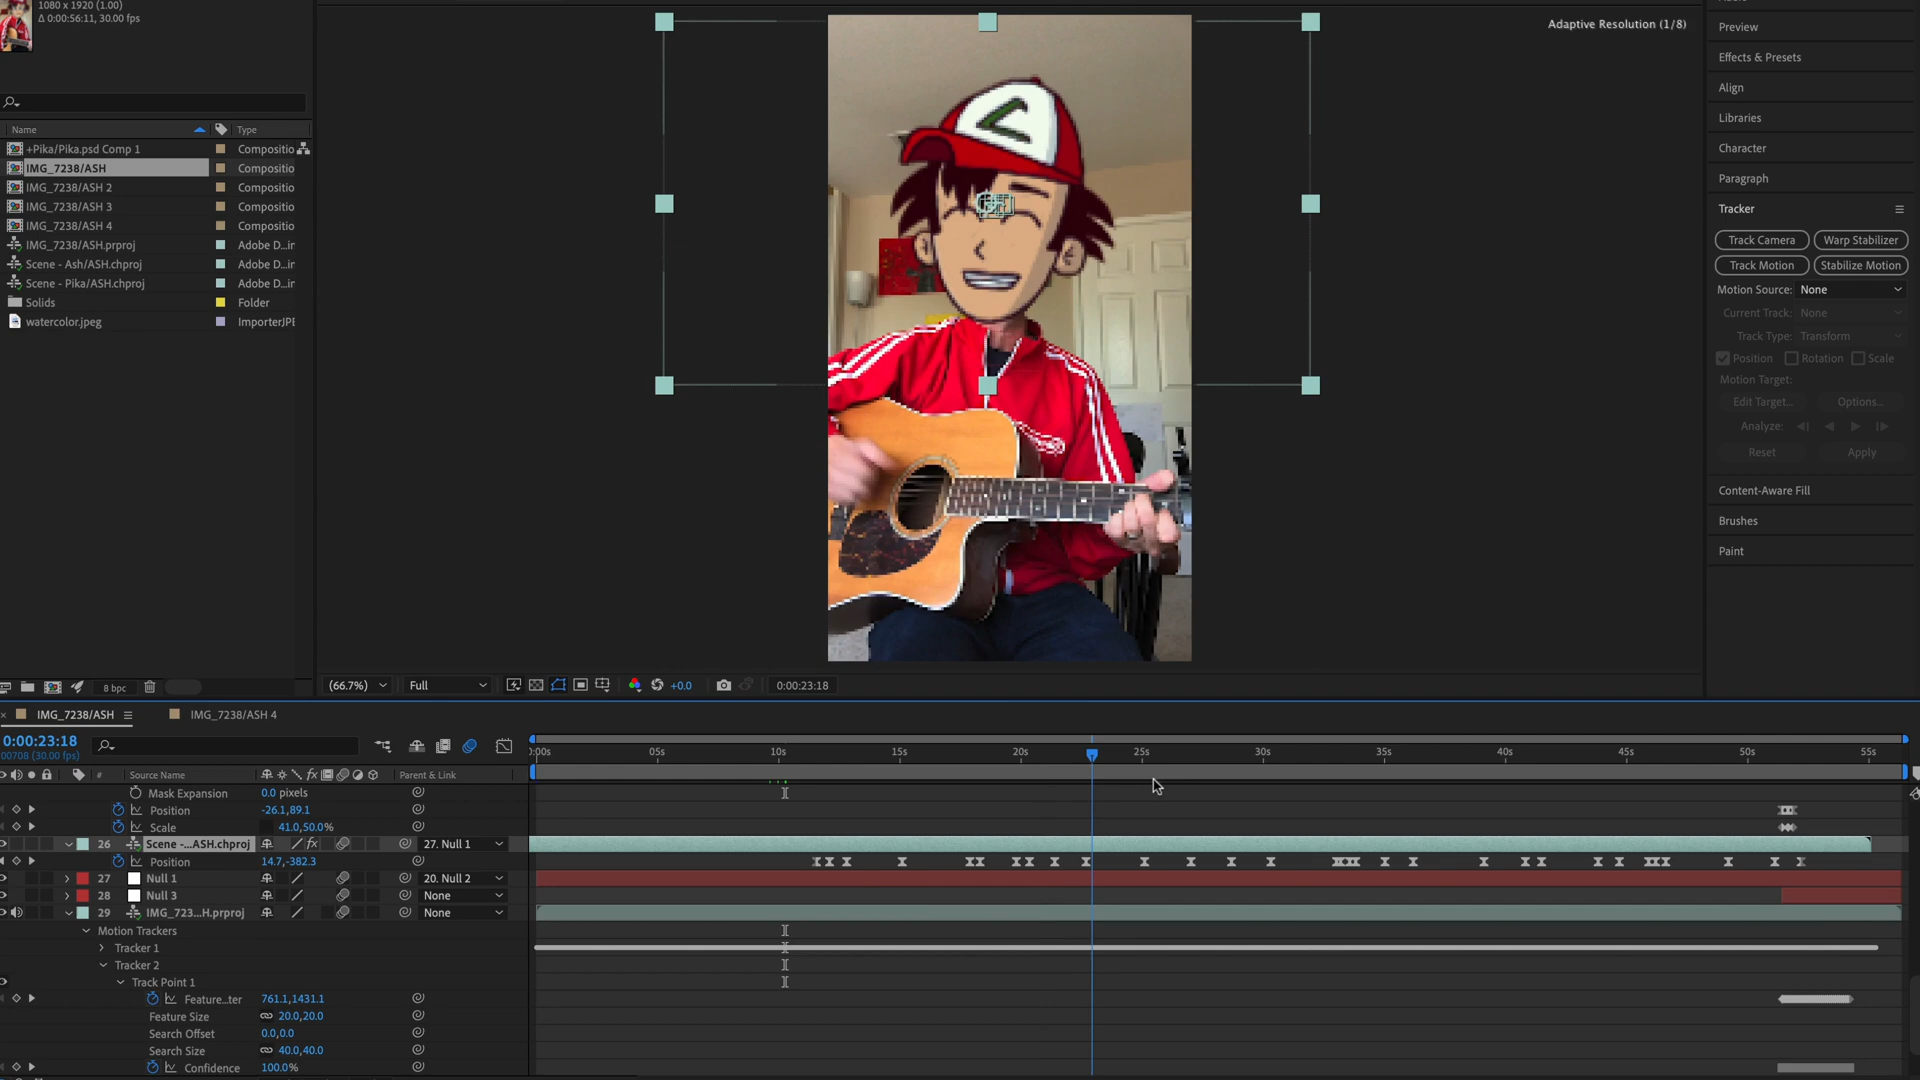 1080 x 1920 (1.00)
Δ 0:00:56:11, 30.00 fps
Adaptive Resolution (1/8)
Name Type
+Pika/Pika.psd Comp 1 Compositio
IMG_7238/ASH Compositio
IMG_7238/ASH 2 Compositio
IMG_7238/ASH 3 Compositio
IMG_7238/ASH 4 Compositio
IMG_7238/ASH.prproj Adobe D...in
Scene - Ash/ASH.chproj Adobe D...in
Scene - Pika/ASH.chproj Adobe D...in
Solids Folder
watercolor.jpeg ImporterJPE
8 bpc
Preview
Effects & Presets
Align
Libraries
Character
Paragraph
Tracker
Track Camera Warp Stabilizer
Track Motion Stabilize Motion
Motion Source: None
Current Track: None
Track Type: Transform
Position Rotation Scale
Motion Target:
Edit Target... Options...
Analyze:
Reset Apply
Content-Aware Fill
Brushes
Paint
(66.7%) Full +0.0 0:00:23:18
IMG_7238/ASH IMG_7238/ASH 4
0:00:23:18
00708 (30.00 fps)
:00s 05s 10s 15s 20s 25s 30s 35s 40s 45s 50s 55s
# Source Name fx Parent & Link
Mask Expansion 0.0 pixels
Position -26.1,89.1
Scale 41.0,50.0%
26 Scene -...ASH.chproj fx 27. Null 1
Position 14.7,-382.3
27 Null 1 20. Null 2
28 Null 3 None
29 IMG_723...H.prproj None
Motion Trackers
Tracker 1
Tracker 2
Track Point 1
Feature...ter 761.1,1431.1
Feature Size 20.0,20.0
Search Offset 0.0,0.0
Search Size 40.0,40.0
Confidence 100.0%